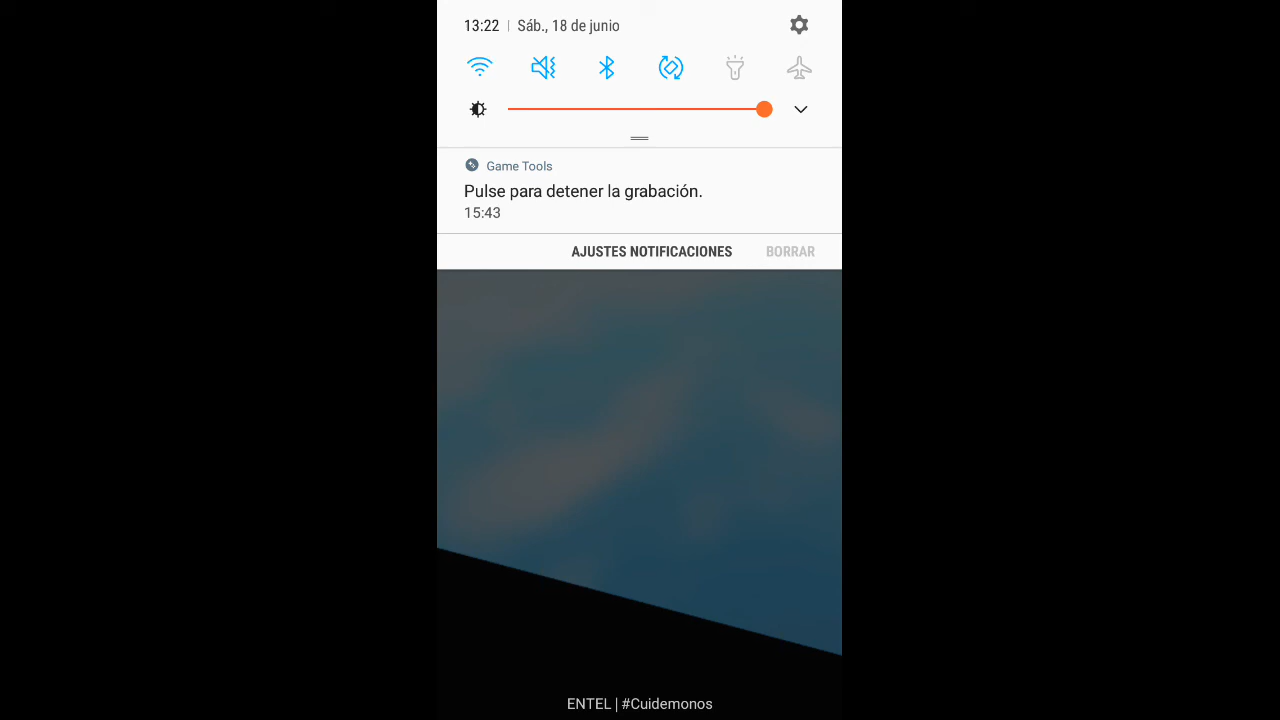 13:22 | Sáb., 18 de junio
Game Tools
Pulse para detener la grabación.
15:43
AJUSTES NOTIFICACIONES BORRAR
ENTEL | #Cuidemonos